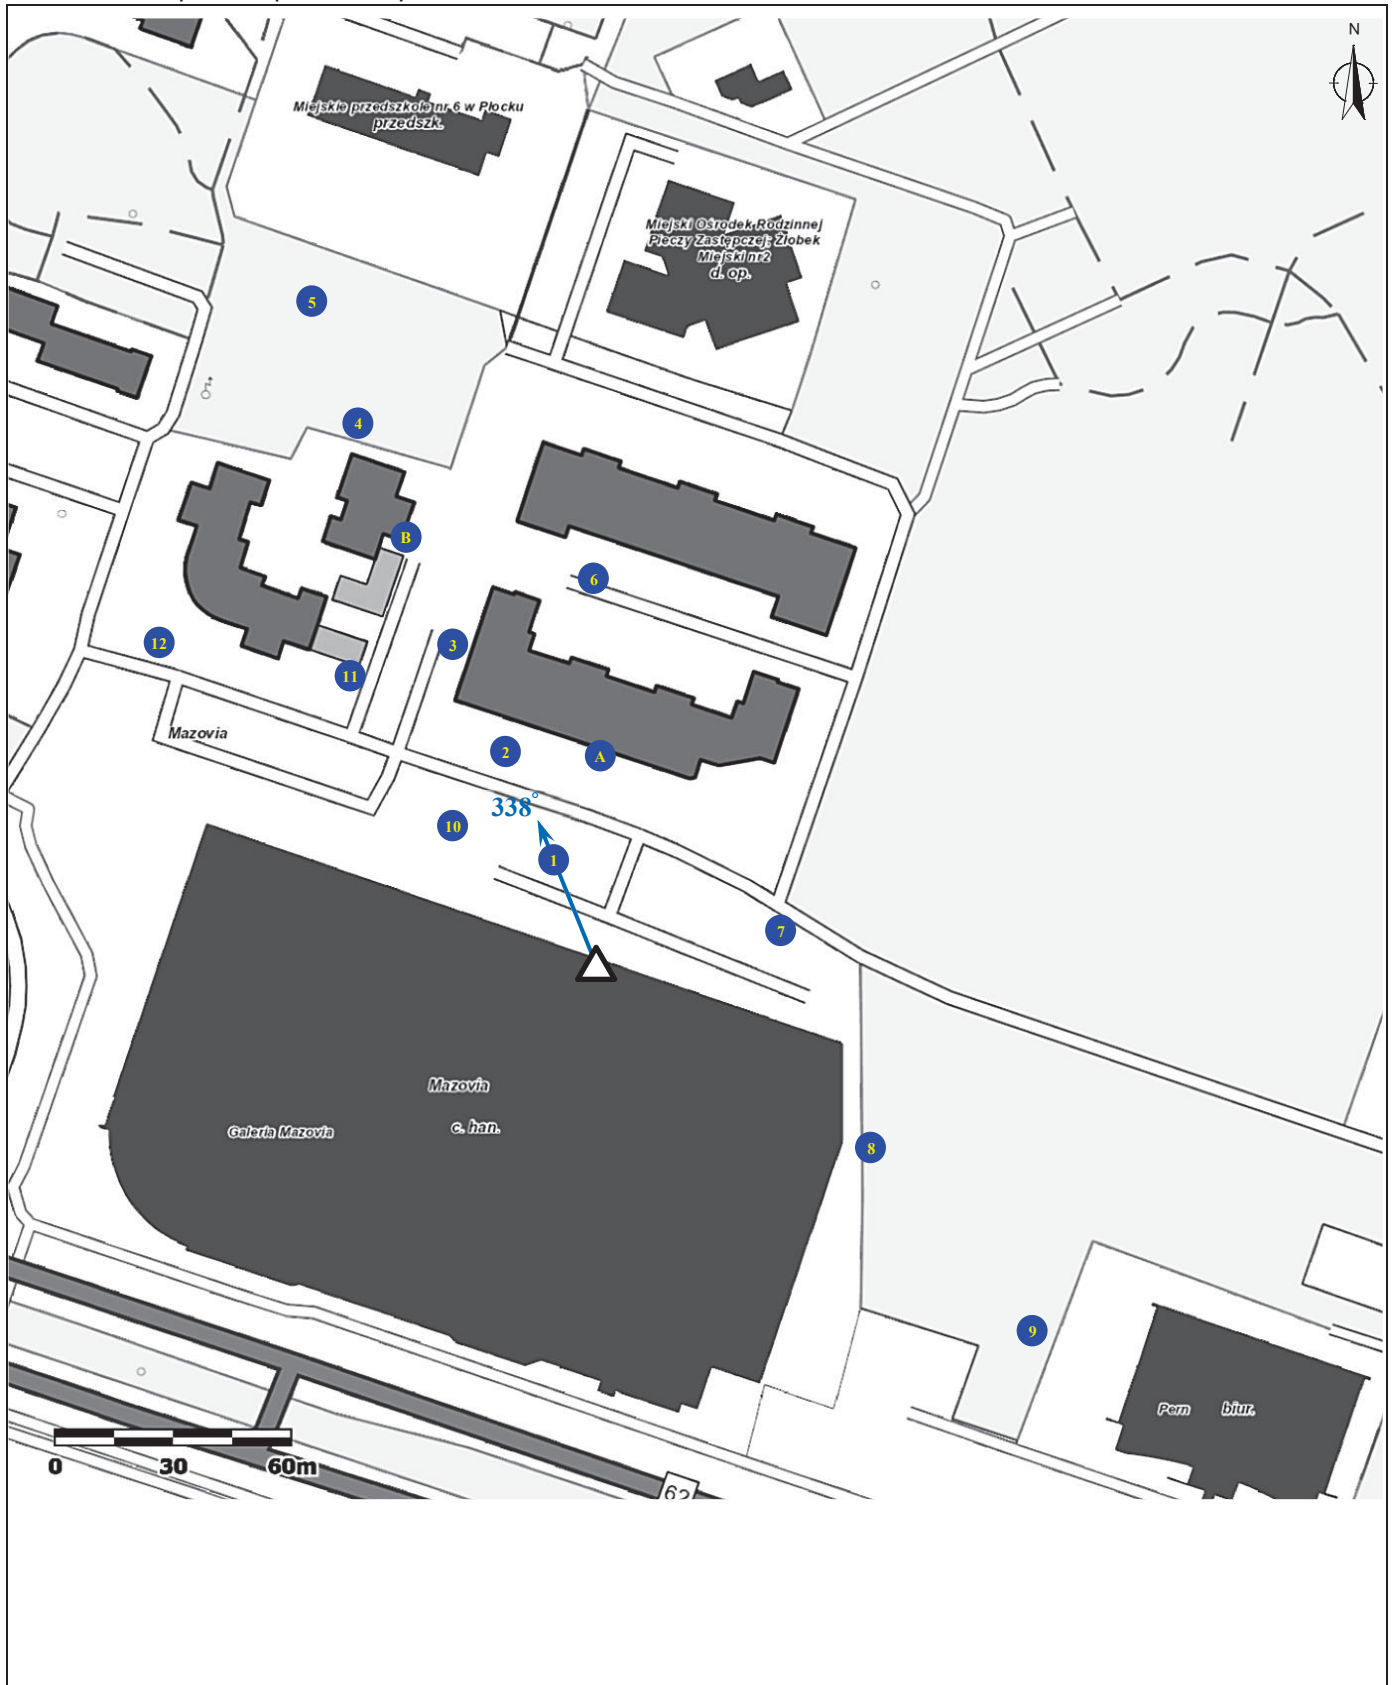 N
Miejskie przedszkole nr 6 w Płocku
przedszk.
Miejski Ośrodek Rodzinnej
Pieczy Zastępczej; Żłobek
Miejski nr2
d. op.
5
4
B
6
3
12
11
Mazovia
2
A
338°
10
1
7
Mazovia
Galeria Mazovia
c. han.
8
9
Pern
biur.
0 30 60m
62